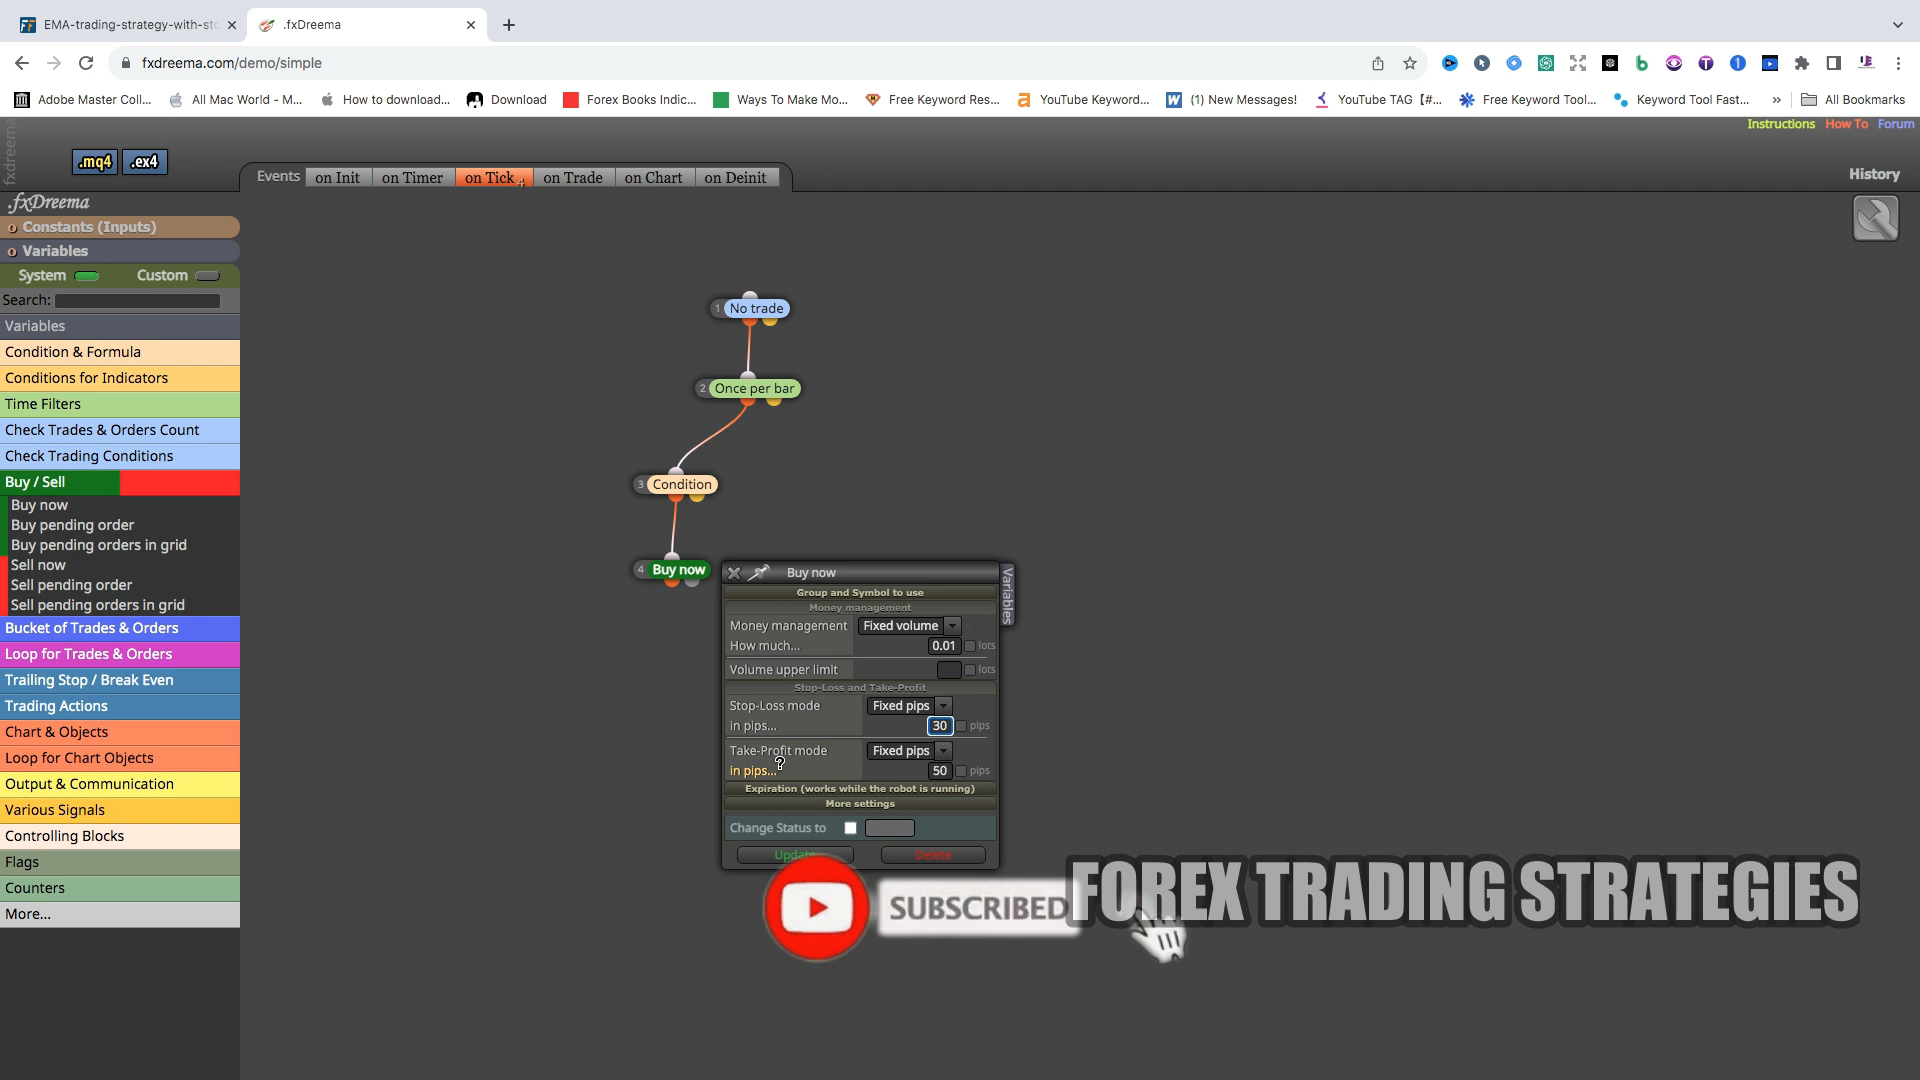 EMA-trading-strategy-with-sto
.fxDreema
fxdreema.com/demo/simple
Adobe Master Coll...
All Mac World - M...
How to download...
Download
Forex Books Indic...
Ways To Make Mo...
Free Keyword Res...
YouTube Keyword...
(1) New Messages!
YouTube TAG【#...
Free Keyword Tool...
Keyword Tool Fast...
»
All Bookmarks
Instructions How To Forum
fxdreema
.mq4 .ex4
Events on Init on Timer on Tick 4 on Trade on Chart on Deinit
History
.fxDreema
Constants (Inputs)
Variables
System Custom
Search:
Variables
Condition & Formula
Conditions for Indicators
Time Filters
Check Trades & Orders Count
Check Trading Conditions
Buy / Sell
Buy now
Buy pending order
Buy pending orders in grid
Sell now
Sell pending order
Sell pending orders in grid
Bucket of Trades & Orders
Loop for Trades & Orders
Trailing Stop / Break Even
Trading Actions
Chart & Objects
Loop for Chart Objects
Output & Communication
Various Signals
Controlling Blocks
Flags
Counters
More...
1 No trade
2 Once per bar
3 Condition
4 Buy now
Buy now
Variables
Group and Symbol to use
Money management
Money management Fixed volume
How much... 0.01 lots
Volume upper limit lots
Stop-Loss and Take-Profit
Stop-Loss mode Fixed pips
in pips... 30 pips
Take-Profit mode Fixed pips
in pips... 50 pips
Expiration (works while the robot is running)
More settings
Change Status to
Update Delete
SUBSCRIBED
FOREX TRADING STRATEGIES